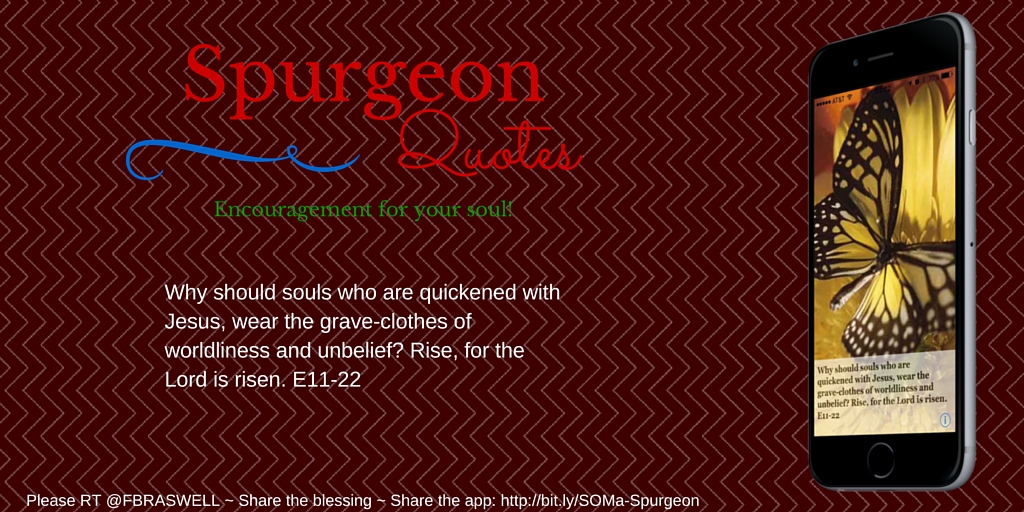 Spurgeon
Quotes
Encouragement for your soul!
Why should souls who are quickened with
Jesus, wear the grave-clothes of
worldliness and unbelief? Rise, for the
Lord is risen. E11-22
Please RT @FBRASWELL ~ Share the blessing ~ Share the app: http://bit.ly/SOMa-Spurgeon
AT&T
Why should souls who are
quickened with Jesus, wear the
grave-clothes of worldliness and
unbelief? Rise, for the Lord is risen.
E11-22
i